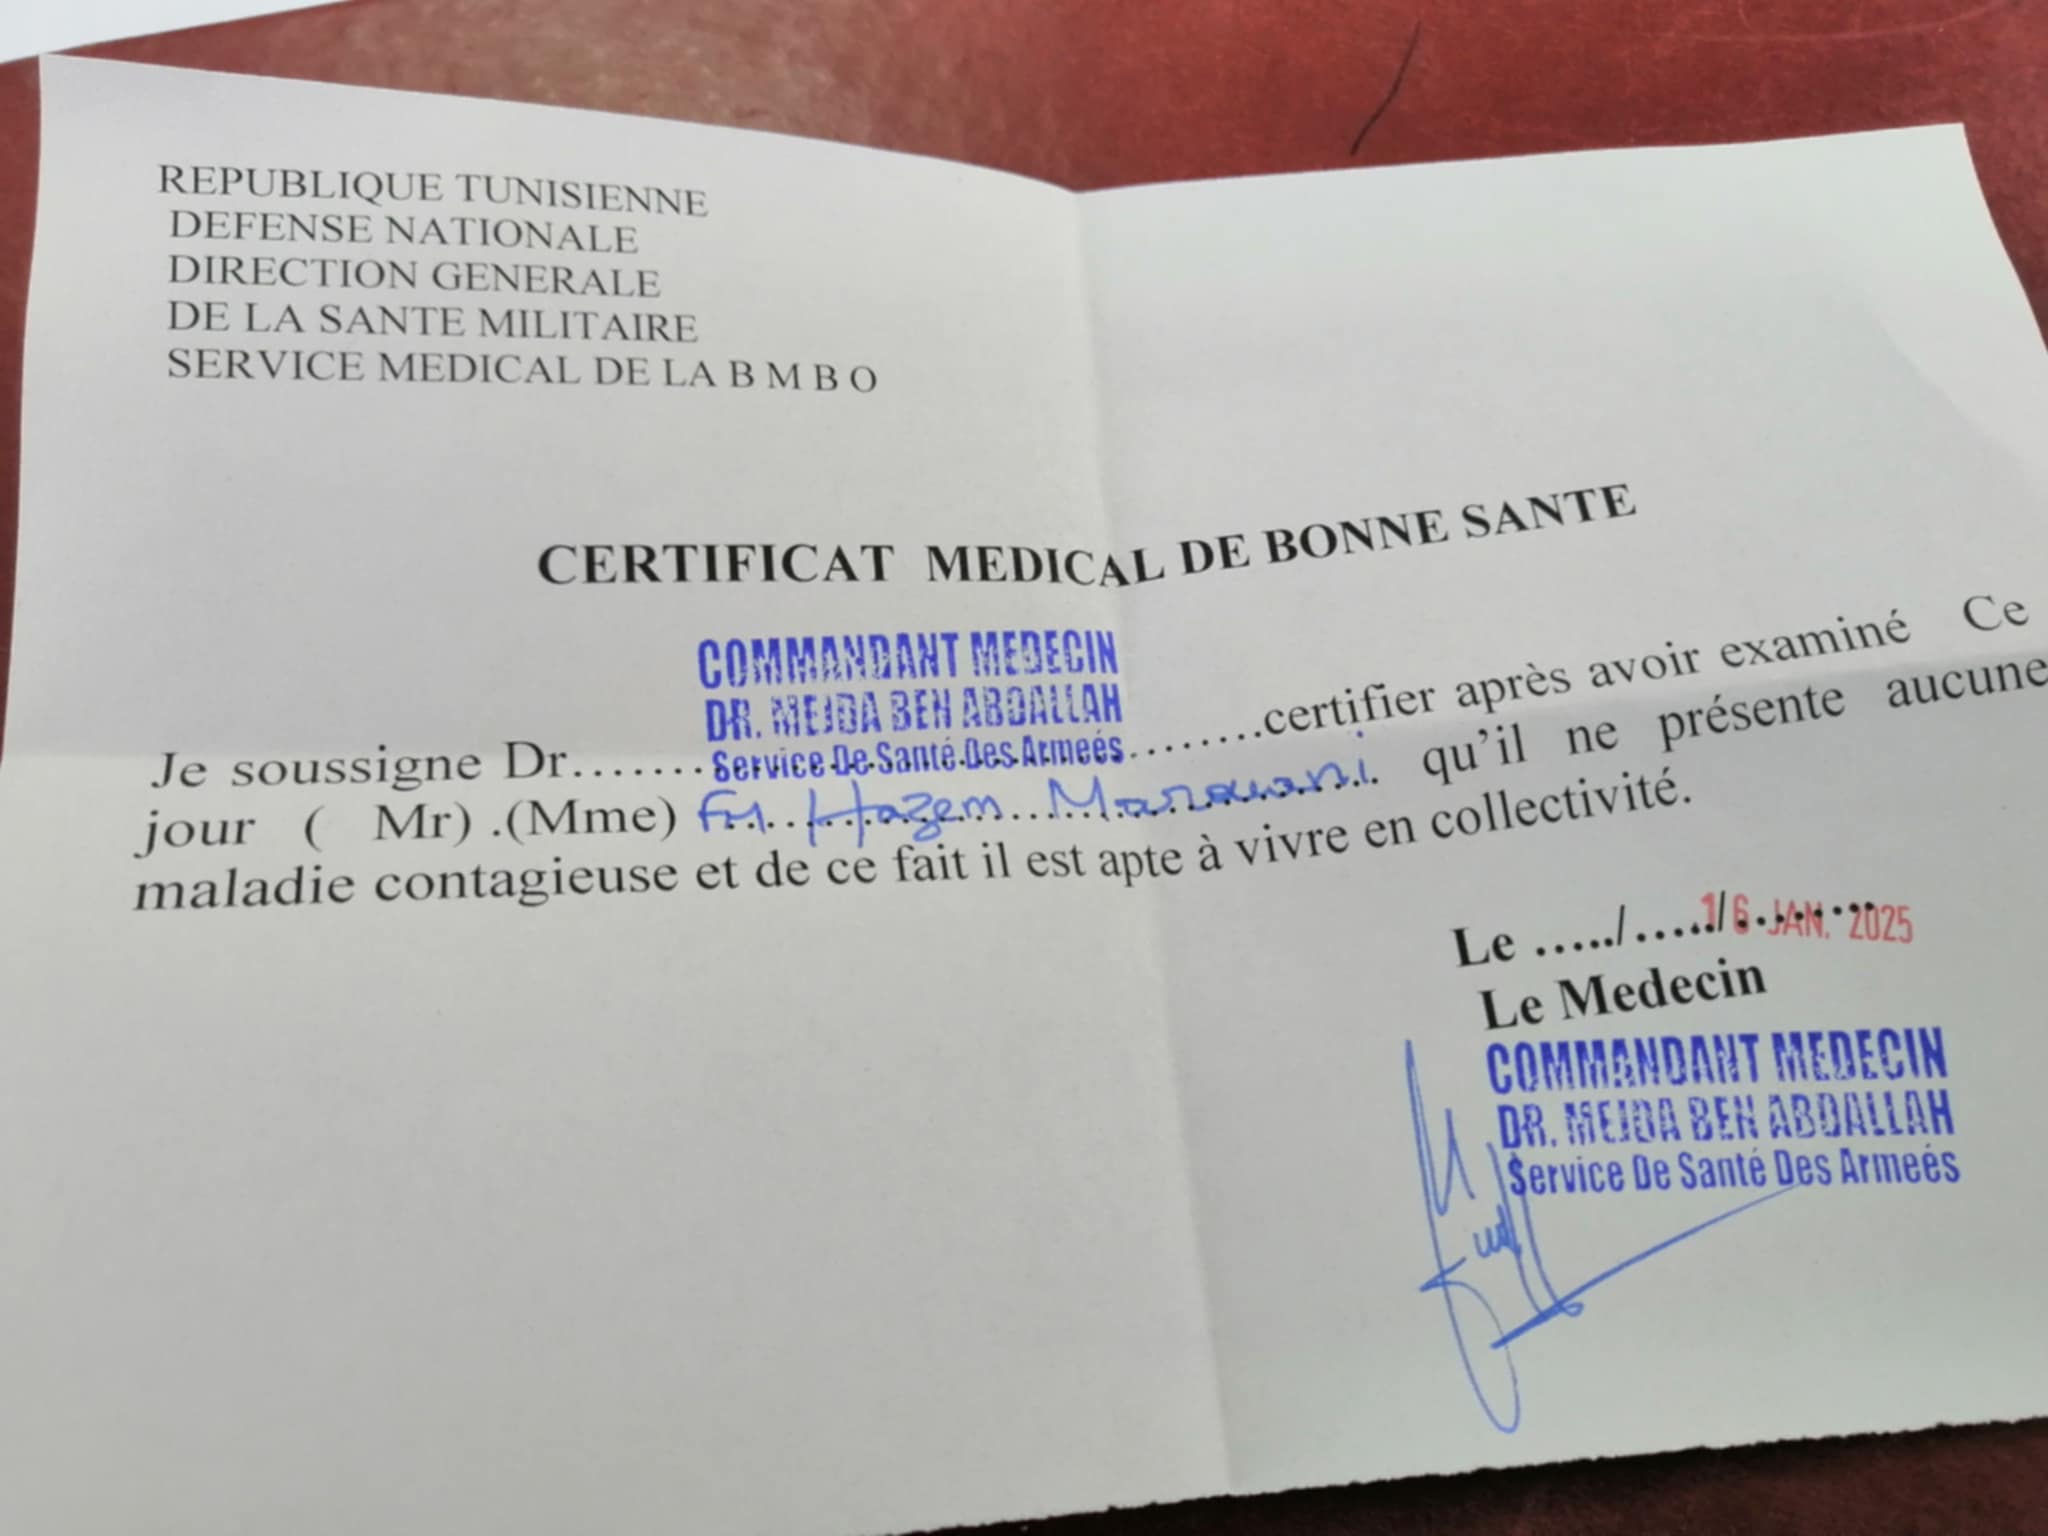 REPUBLIQUE TUNISIENNE
DEFENSE NATIONALE
DIRECTION GENERALE
DE LA SANTE MILITAIRE
SERVICE MEDICAL DE LA B M B O
CERTIFICAT MEDICAL DE BONNE SANTE
COMMANDANT MEDECIN
DR. MEJDA BEN ABDALLAH
Service De Santé Des Armeés
Je soussigne Dr................certifier après avoir examiné Ce
jour ( Mr) .(Mme) Hazem Marouani qu'il ne présente aucune
maladie contagieuse et de ce fait il est apte à vivre en collectivité.
Le ...../...../........ 16 JAN. 2025
Le Medecin
COMMANDANT MEDECIN
DR. MEJDA BEN ABDALLAH
Service De Santé Des Armeés